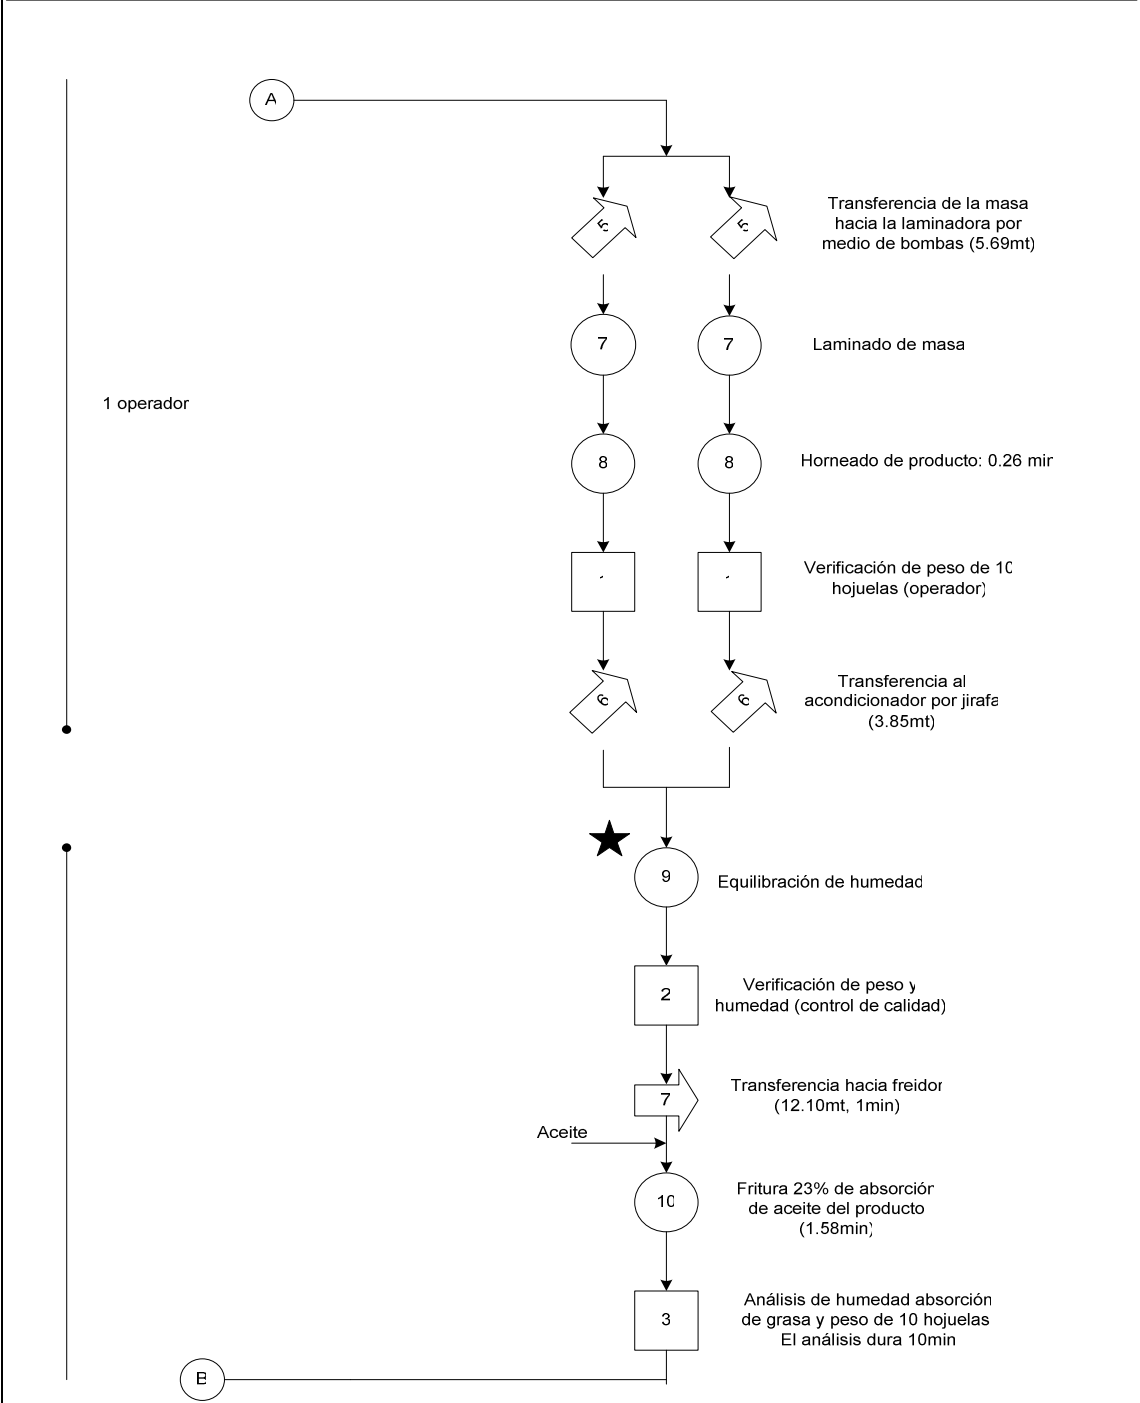 A
5
5
Transferencia de la masa
hacia la laminadora por
medio de bombas (5.69mt)
7
7
Laminado de masa
1 operador
8
8
Horneado de producto: 0.26 min
Verificación de peso de 10
hojuelas (operador)
6
6
Transferencia al
acondicionador por jirafa
(3.85mt)
9
Equilibración de humedad
2
Verificación de peso y
humedad (control de calidad)
7
Transferencia hacia freidor
(12.10mt, 1min)
Aceite
10
Fritura 23% de absorción
de aceite del producto
(1.58min)
3
Análisis de humedad absorción
de grasa y peso de 10 hojuelas
El análisis dura 10min
B